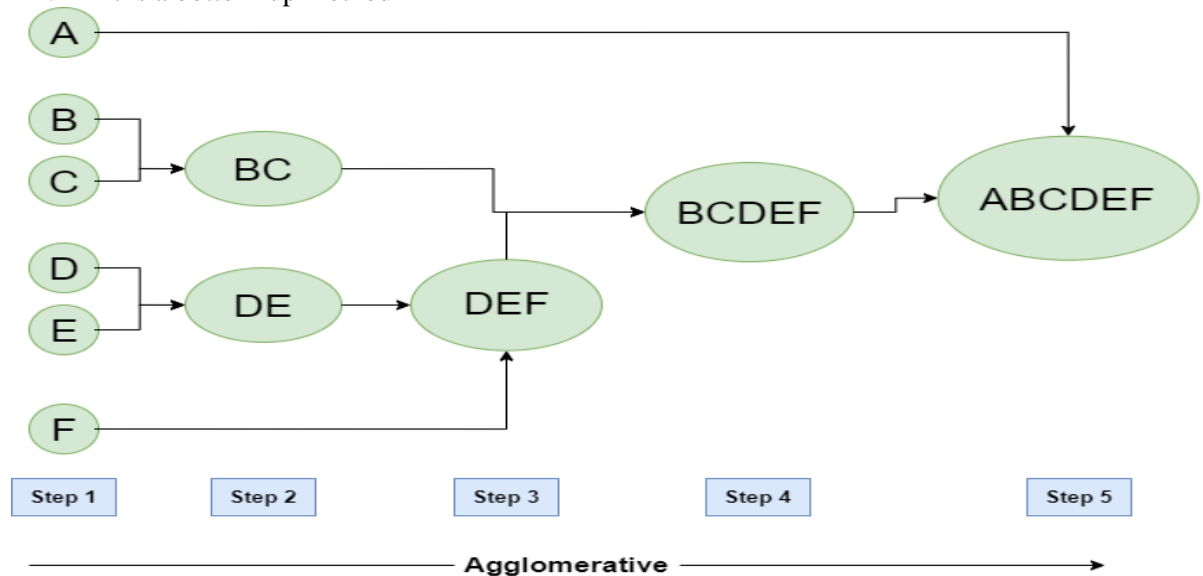 A
B
C
BC
D
E
DE
DEF
F
BCDEF
ABCDEF
Step 1
Step 2
Step 3
Step 4
Step 5
Agglomerative